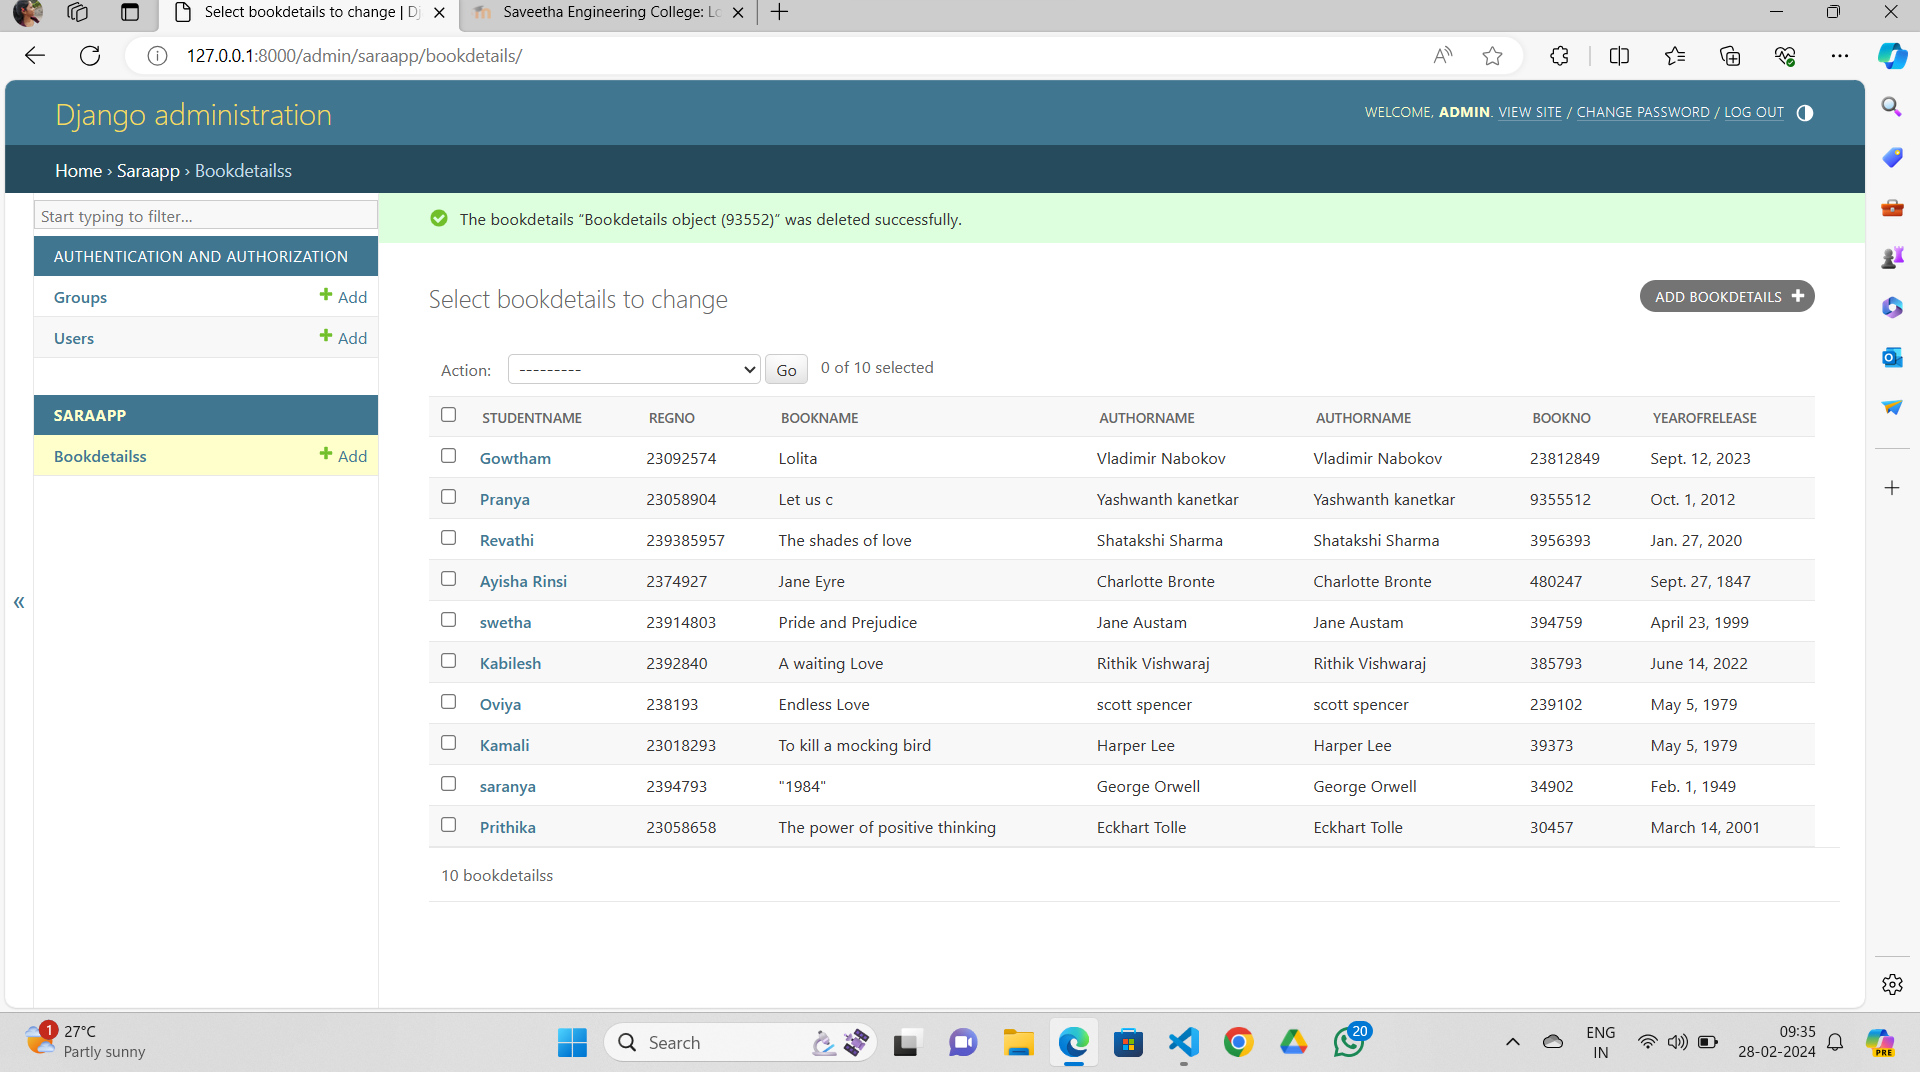 Select bookdetails to change | Dj
Saveetha Engineering College: Lo
127.0.0.1:8000/admin/saraapp/bookdetails/
Django administration
WELCOME, ADMIN. VIEW SITE / CHANGE PASSWORD / LOG OUT
Home › Saraapp › Bookdetailss
Start typing to filter...
The bookdetails “Bookdetails object (93552)” was deleted successfully.
AUTHENTICATION AND AUTHORIZATION
Groups Add
Users Add
SARAAPP
Bookdetailss Add
«
Select bookdetails to change
ADD BOOKDETAILS
Action: --------- Go 0 of 10 selected
STUDENTNAME REGNO BOOKNAME AUTHORNAME AUTHORNAME BOOKNO YEAROFRELEASE
Gowtham 23092574 Lolita Vladimir Nabokov Vladimir Nabokov 23812849 Sept. 12, 2023
Pranya 23058904 Let us c Yashwanth kanetkar Yashwanth kanetkar 9355512 Oct. 1, 2012
Revathi 239385957 The shades of love Shatakshi Sharma Shatakshi Sharma 3956393 Jan. 27, 2020
Ayisha Rinsi 2374927 Jane Eyre Charlotte Bronte Charlotte Bronte 480247 Sept. 27, 1847
swetha 23914803 Pride and Prejudice Jane Austam Jane Austam 394759 April 23, 1999
Kabilesh 2392840 A waiting Love Rithik Vishwaraj Rithik Vishwaraj 385793 June 14, 2022
Oviya 238193 Endless Love scott spencer scott spencer 239102 May 5, 1979
Kamali 23018293 To kill a mocking bird Harper Lee Harper Lee 39373 May 5, 1979
saranya 2394793 "1984" George Orwell George Orwell 34902 Feb. 1, 1949
Prithika 23058658 The power of positive thinking Eckhart Tolle Eckhart Tolle 30457 March 14, 2001
10 bookdetailss
1
27°C
Partly sunny
Search
20
ENG
IN
09:35
28-02-2024
PRE